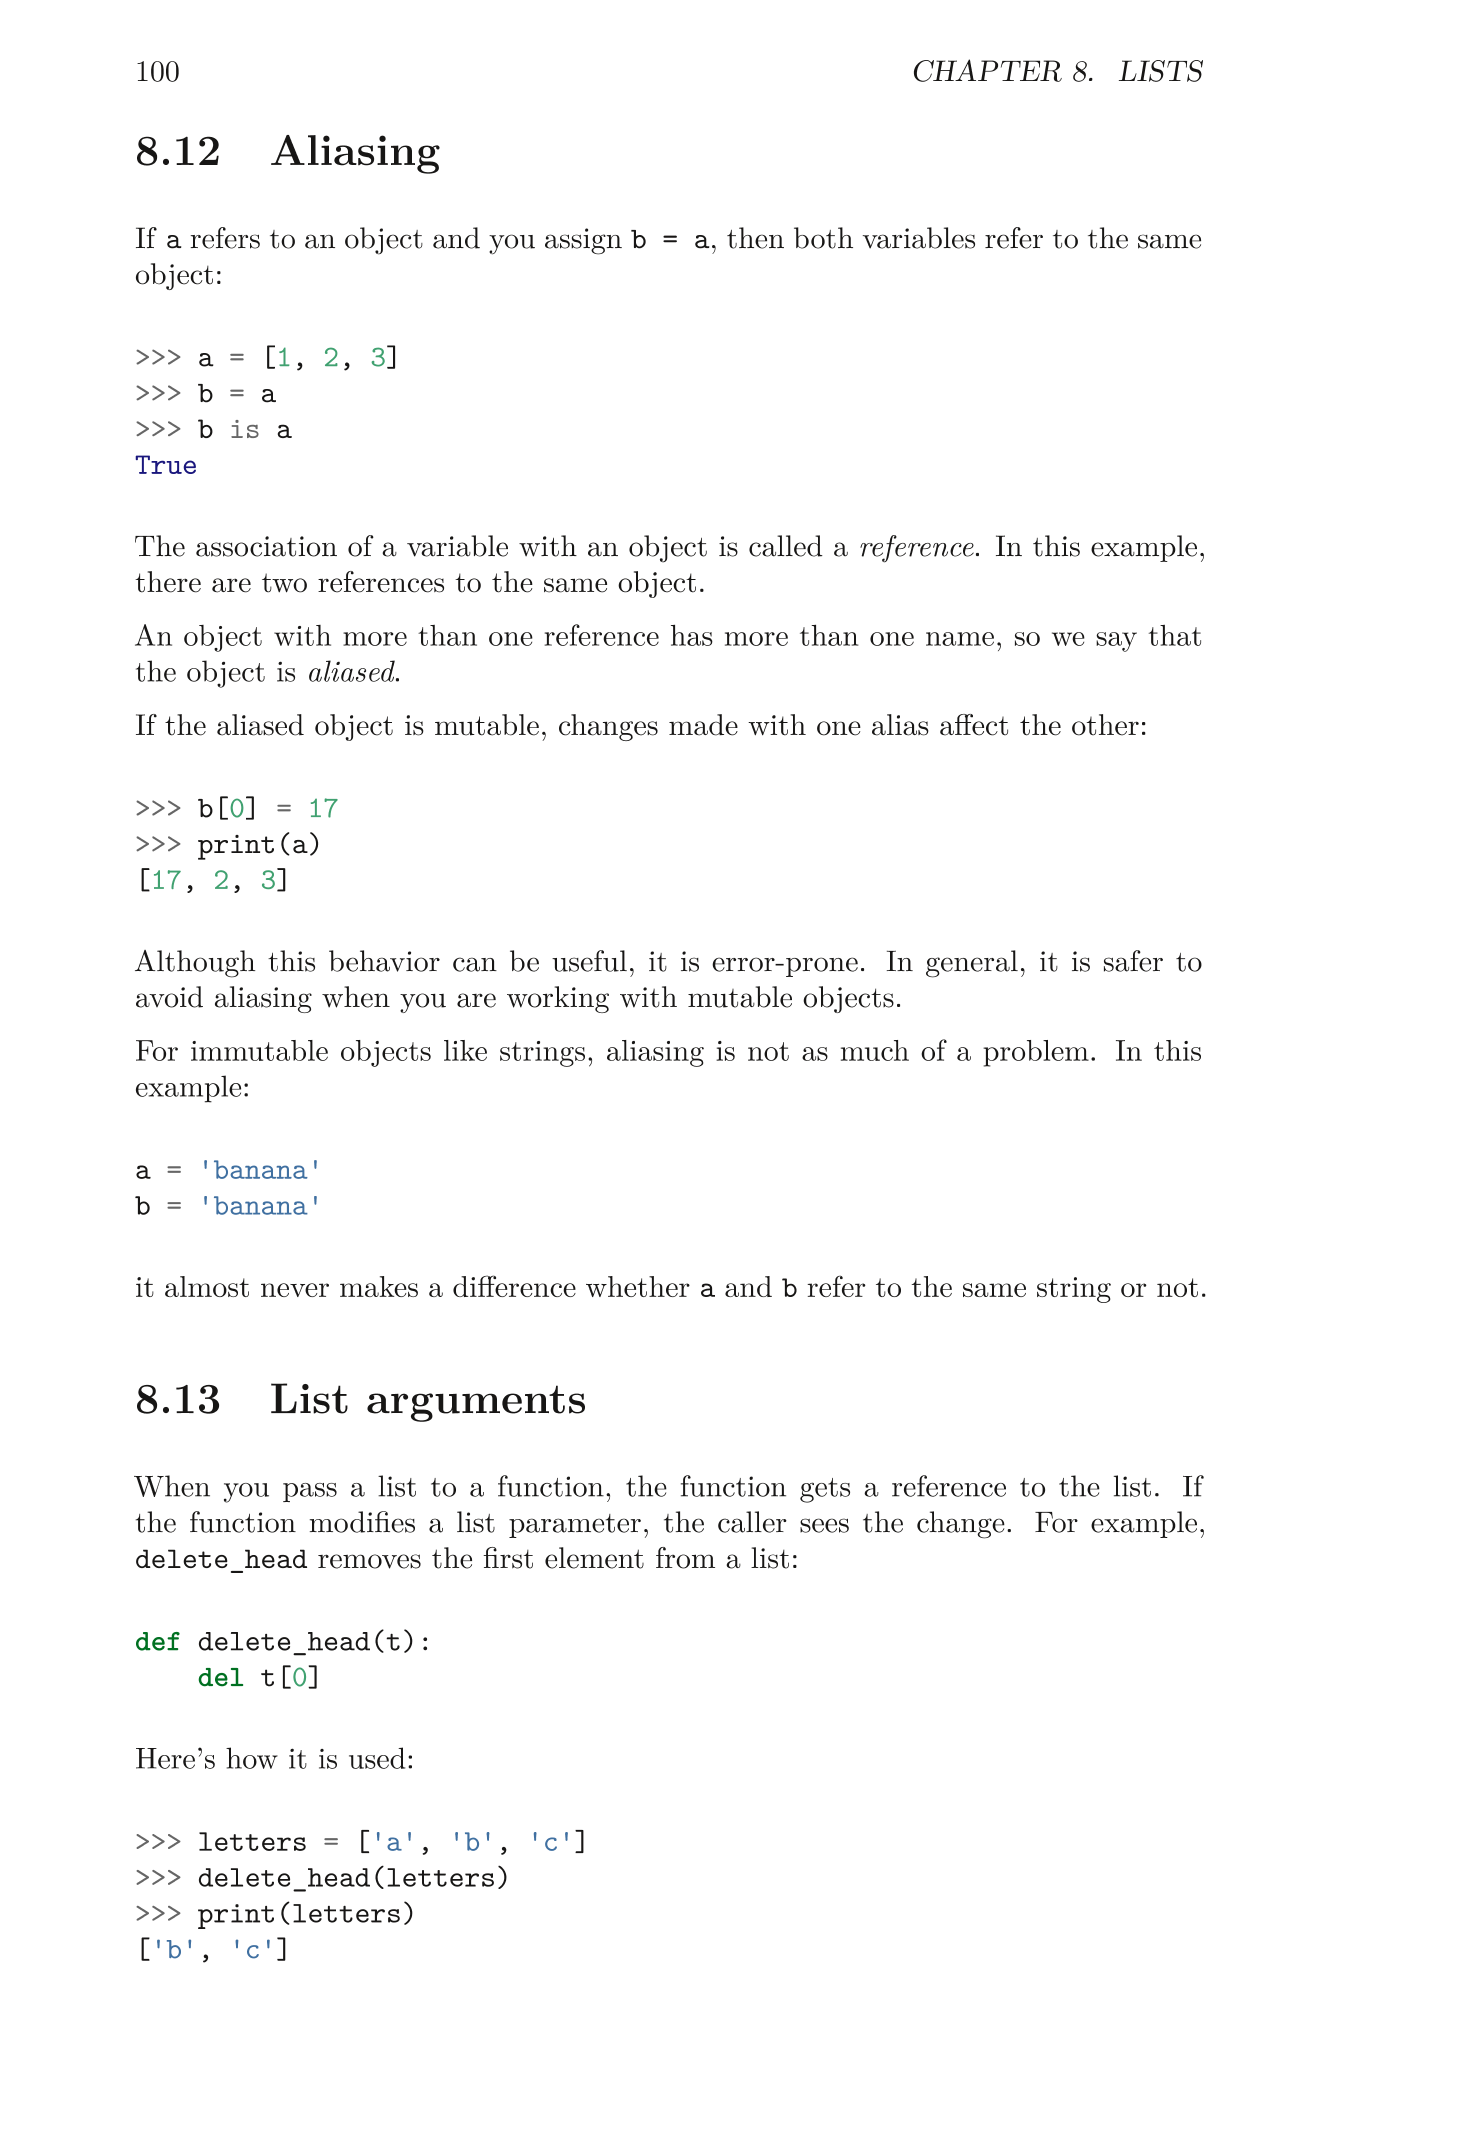 100 CHAPTER 8. LISTS
8.12 Aliasing
If a refers to an object and you assign b = a, then both variables refer to the same
object:
>>> a = [1, 2, 3]
>>> b = a
>>> b is a
True
The association of a variable with an object is called a reference. In this example,
there are two references to the same object.
An object with more than one reference has more than one name, so we say that
the object is aliased.
If the aliased object is mutable, changes made with one alias affect the other:
>>> b[0] = 17
>>> print(a)
[17, 2, 3]
Although this behavior can be useful, it is error-prone. In general, it is safer to
avoid aliasing when you are working with mutable objects.
For immutable objects like strings, aliasing is not as much of a problem. In this
example:
a = 'banana'
b = 'banana'
it almost never makes a difference whether a and b refer to the same string or not.
8.13 List arguments
When you pass a list to a function, the function gets a reference to the list. If
the function modifies a list parameter, the caller sees the change. For example,
delete_head removes the first element from a list:
def delete_head(t):
    del t[0]
Here's how it is used:
>>> letters = ['a', 'b', 'c']
>>> delete_head(letters)
>>> print(letters)
['b', 'c']